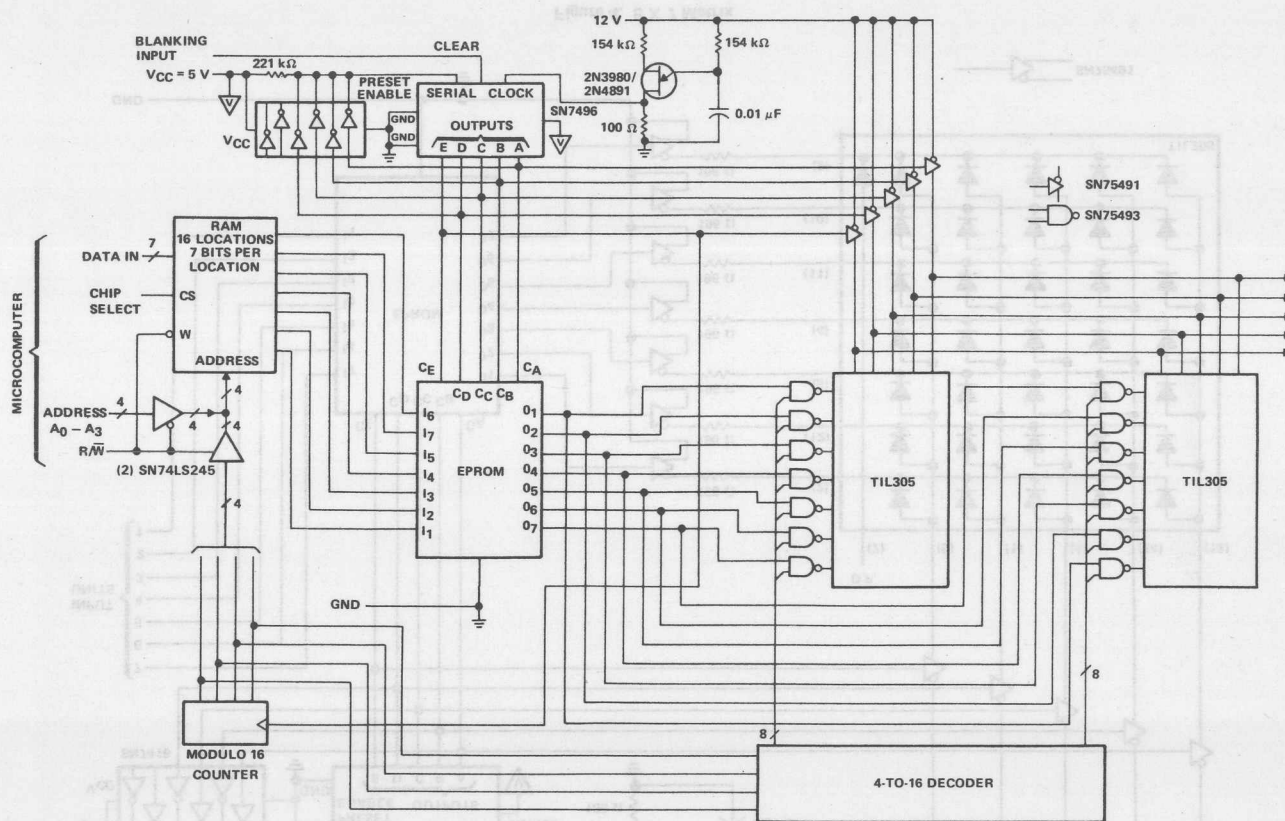 12 V
BLANKING
INPUT
CLEAR
154 kΩ
154 kΩ
221 kΩ
VCC = 5 V
PRESET
ENABLE
SERIAL CLOCK
2N3980/
2N4891
SN7496
GND
GND
OUTPUTS
E D C B A
VCC
V
V
100 Ω
0.01 μF
SN75491
SN75493
MICROCOMPUTER
RAM
16 LOCATIONS
7 BITS PER
LOCATION
7
DATA IN
CHIP
SELECT
CS
W
ADDRESS
4
ADDRESS
A0 – A3
4
4
4
R/W̅
(2) SN74LS245
4
CE
CA
CD CC CB
I6
I7
I5
I4
I3
I2
I1
EPROM
01
02
03
04
05
06
07
TIL305
TIL305
GND
8
8
MODULO 16
COUNTER
4-TO-16 DECODER